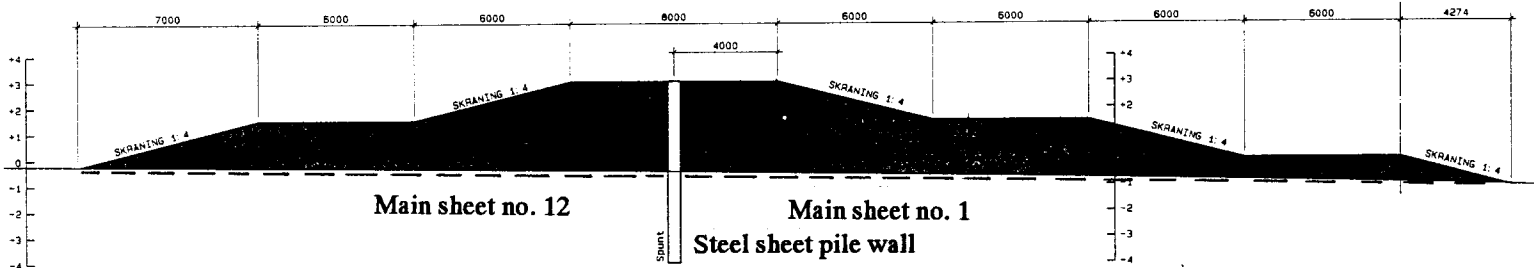 7000 6000 6000 8000 6000 6000 6000 6000 4274
4000
+4 +4
+3 +3
SKRANING 1:4 SKRANING 1:4
+2 +2
SKRANING 1:4 SKRANING 1:4
+1
0
SKRANING 1:4
-1 -1
Main sheet no. 12 Main sheet no. 1
-2 -2
Spunt Steel sheet pile wall
-3 -3
-4 -4